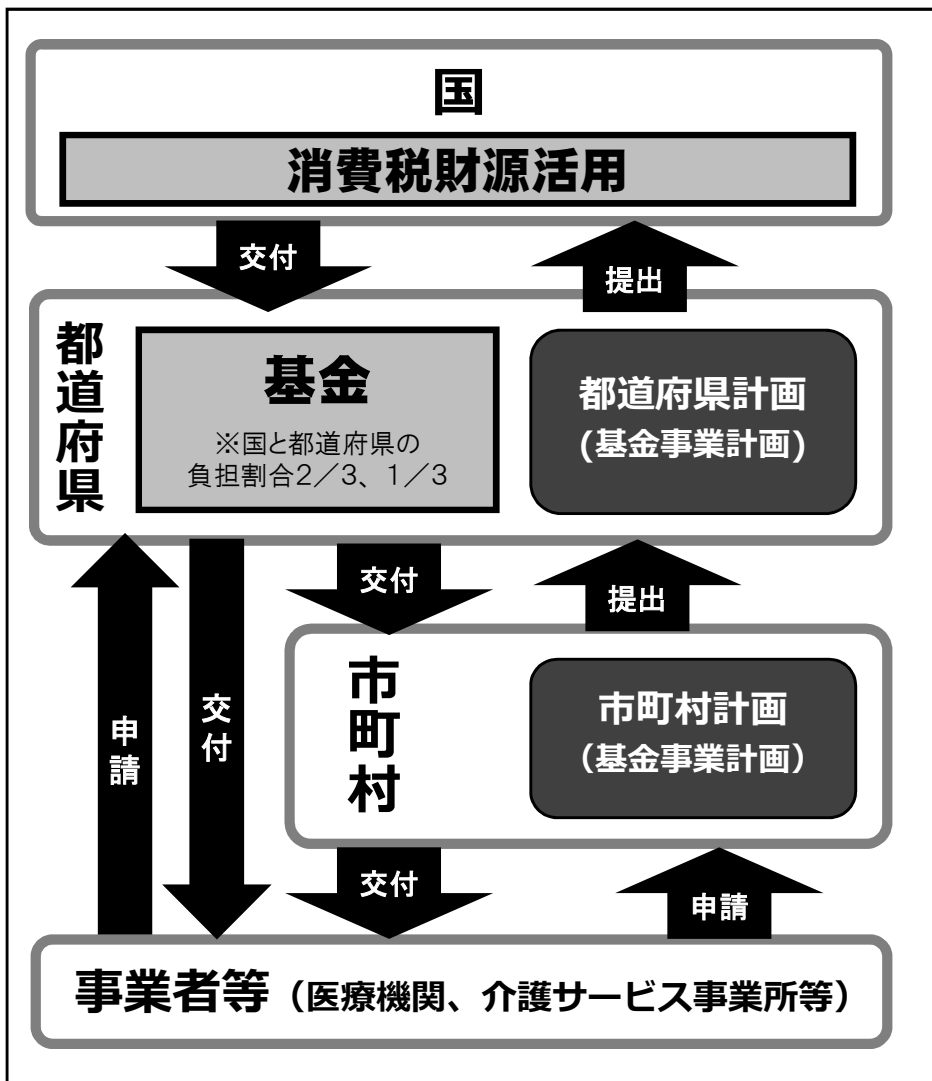 国
消費税財源活用
交付
提出
都道府県
基金
※国と都道府県の
負担割合2／3、1／3
都道府県計画
(基金事業計画)
交付
提出
申請
交付
市町村
市町村計画
（基金事業計画）
交付
申請
事業者等（医療機関、介護サービス事業所等）